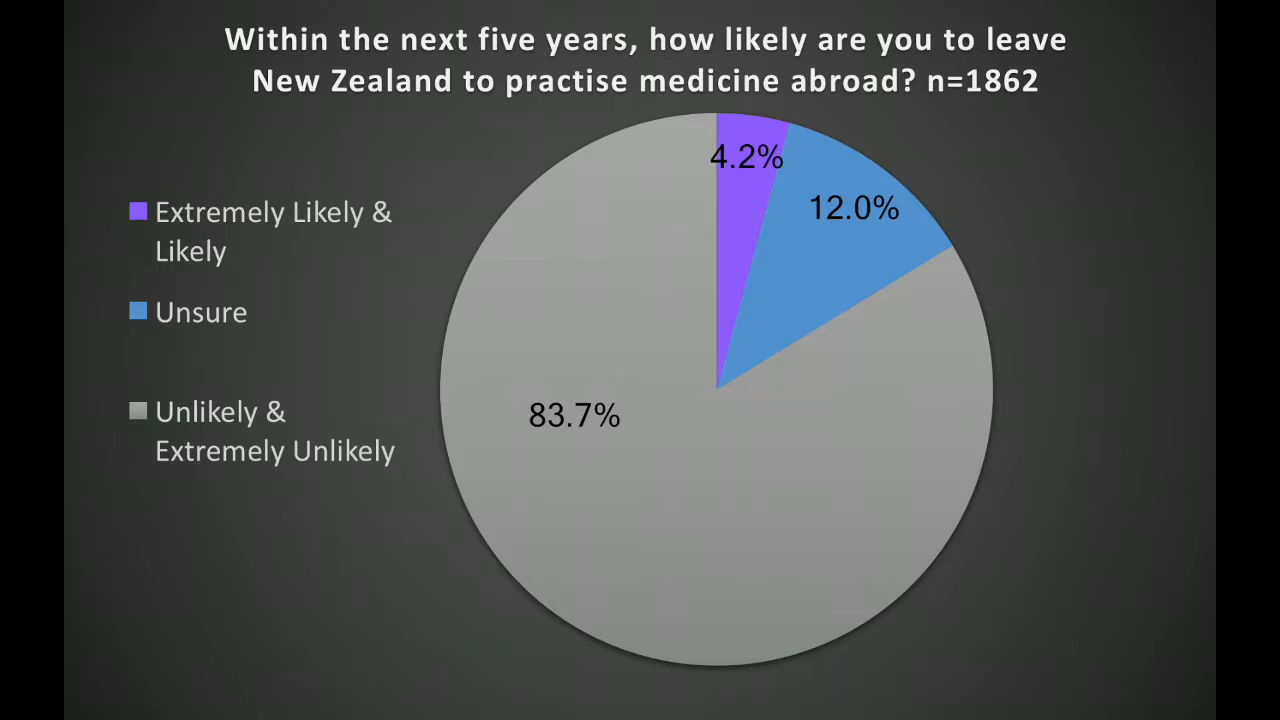 Within the next five years, how likely are you to leave
New Zealand to practise medicine abroad? n=1862
Extremely Likely &
Likely
Unsure
Unlikely &
Extremely Unlikely
4.2%
12.0%
83.7%